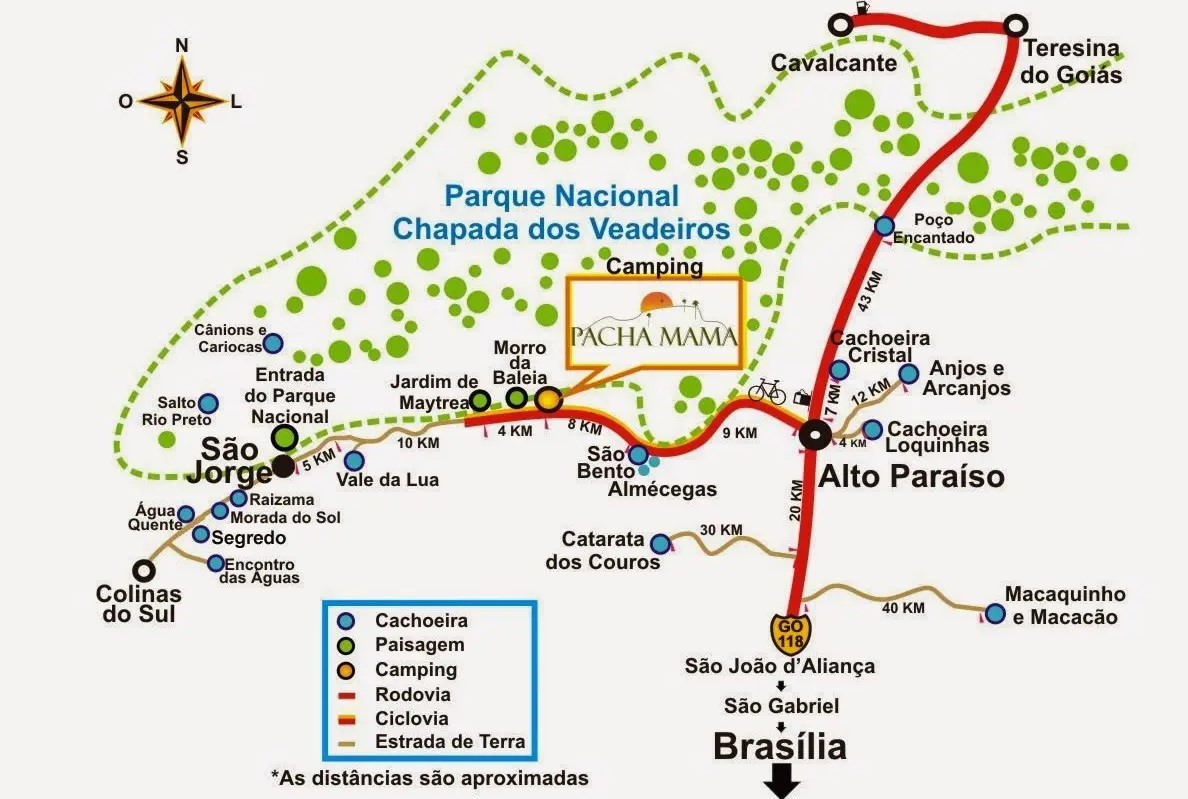 Cavalcante
Teresina
do Goiás
N
O
L
S
Parque Nacional
Chapada dos Veadeiros
Poço
Encantado
Camping
PACHA MAMA
43 KM
Cânions e
Cariocas
Morro
da
Baleia
Cachoeira
Cristal
Anjos e
Arcanjos
Entrada
do Parque
Nacional
Jardim de
Maytrea
Salto
Rio Preto
7 KM
12 KM
Cachoeira
Loquinhas
4 KM
São
Jorge
5 KM
10 KM
4 KM
8 KM
9 KM
Vale da Lua
São
Bento
Almécegas
Alto Paraíso
20 KM
Raizama
Morada do Sol
Água
Quente
Segredo
Encontro
das Águas
Colinas
do Sul
Catarata
dos Couros
30 KM
40 KM
Macaquinho
e Macacão
Cachoeira
Paisagem
Camping
Rodovia
Ciclovia
Estrada de Terra
*As distâncias são aproximadas
GO
118
São João d'Aliança
São Gabriel
Brasília